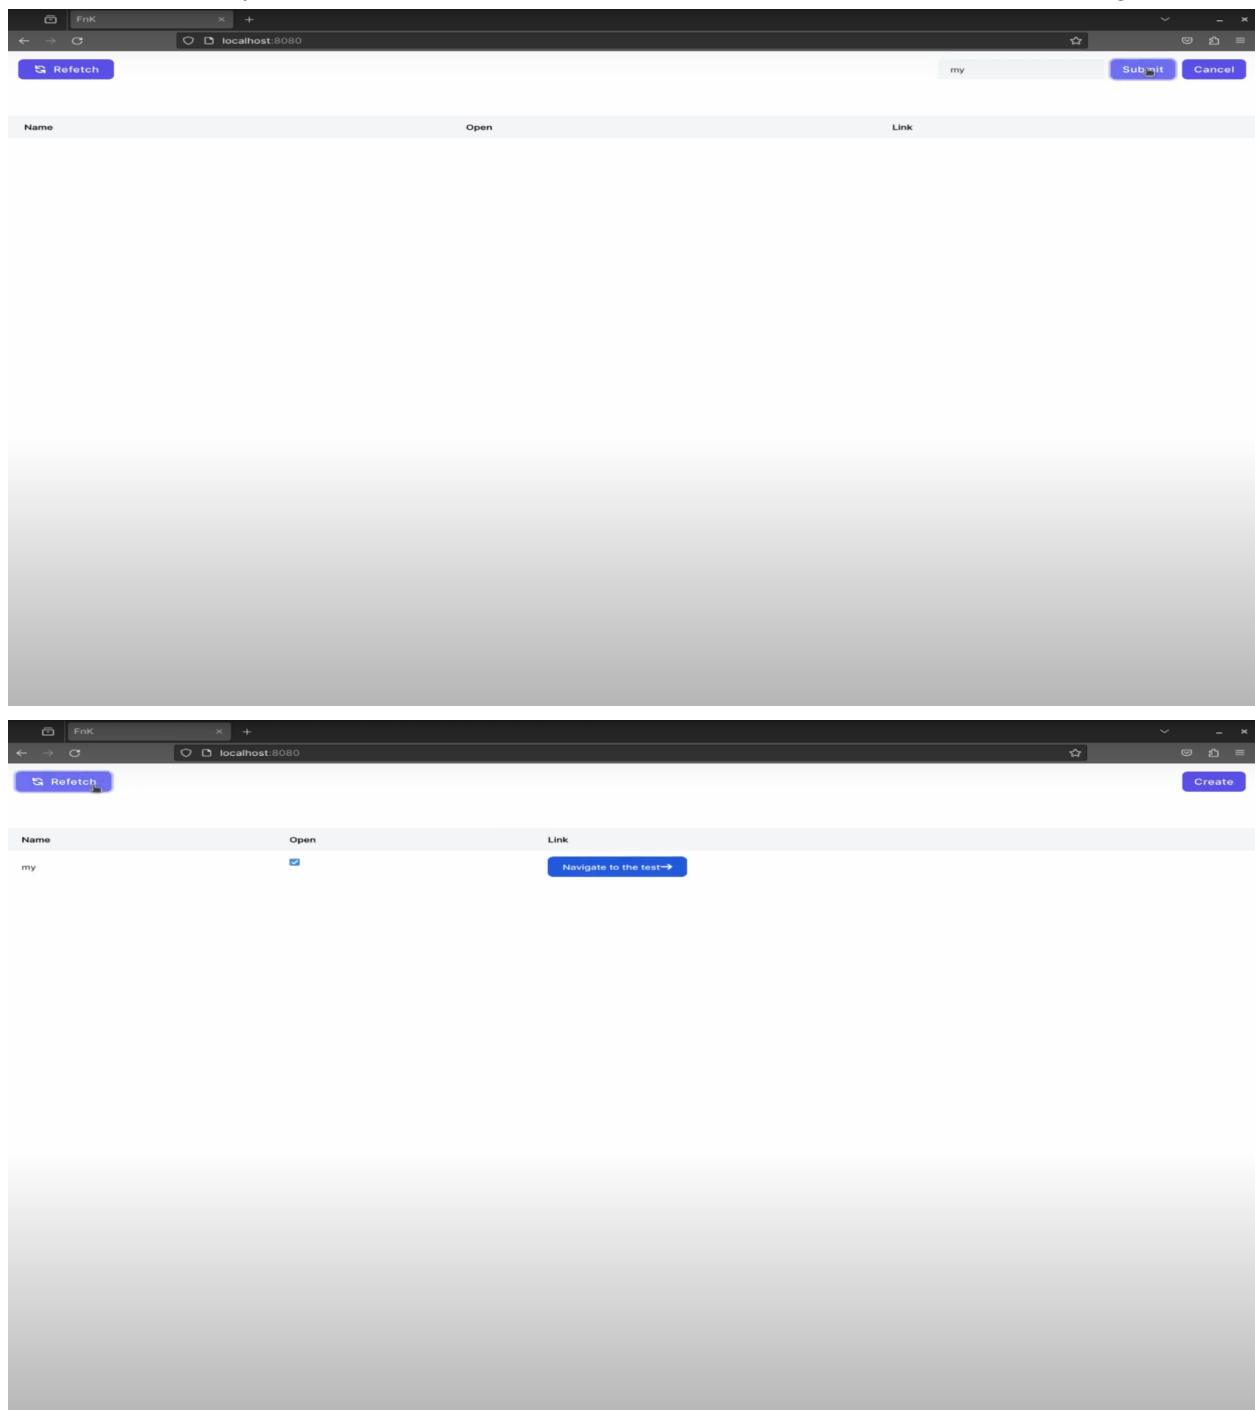 FnK
localhost:8080
Refetch my Submit Cancel
Name Open Link
FnK
localhost:8080
Refetch Create
Name Open Link
my Navigate to the test→